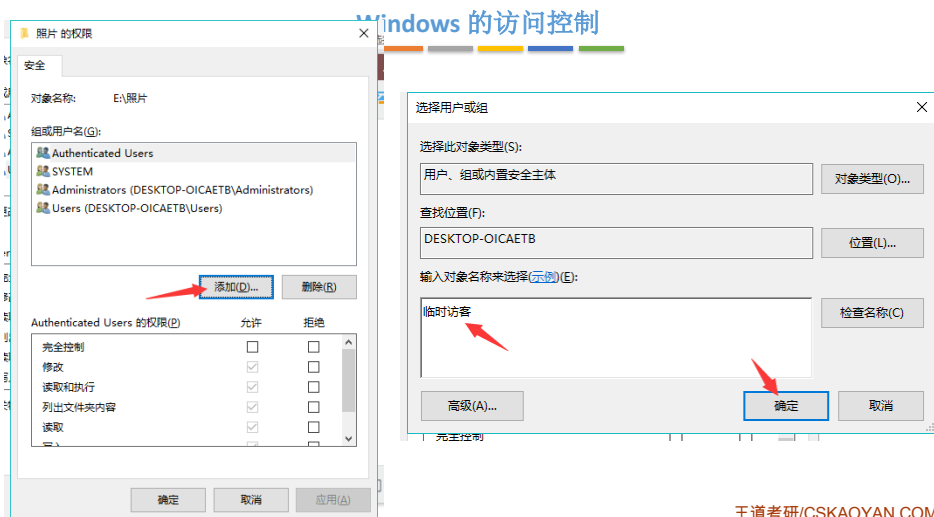 Windows 的访问控制
照片 的权限
安全
对象名称: E:\照片
组或用户名(G):
Authenticated Users
SYSTEM
Administrators (DESKTOP-OICAETB\Administrators)
Users (DESKTOP-OICAETB\Users)
添加(D)... 删除(R)
Authenticated Users 的权限(P) 允许 拒绝
完全控制
修改
读取和执行
列出文件夹内容
读取
确定 取消 应用(A)
选择用户或组
选择此对象类型(S):
用户、组或内置安全主体 对象类型(O)...
查找位置(F):
DESKTOP-OICAETB 位置(L)...
输入对象名称来选择(示例)(E):
临时访客 检查名称(C)
高级(A)... 确定 取消
完全控制
王道考研/CSKAOYAN.COM